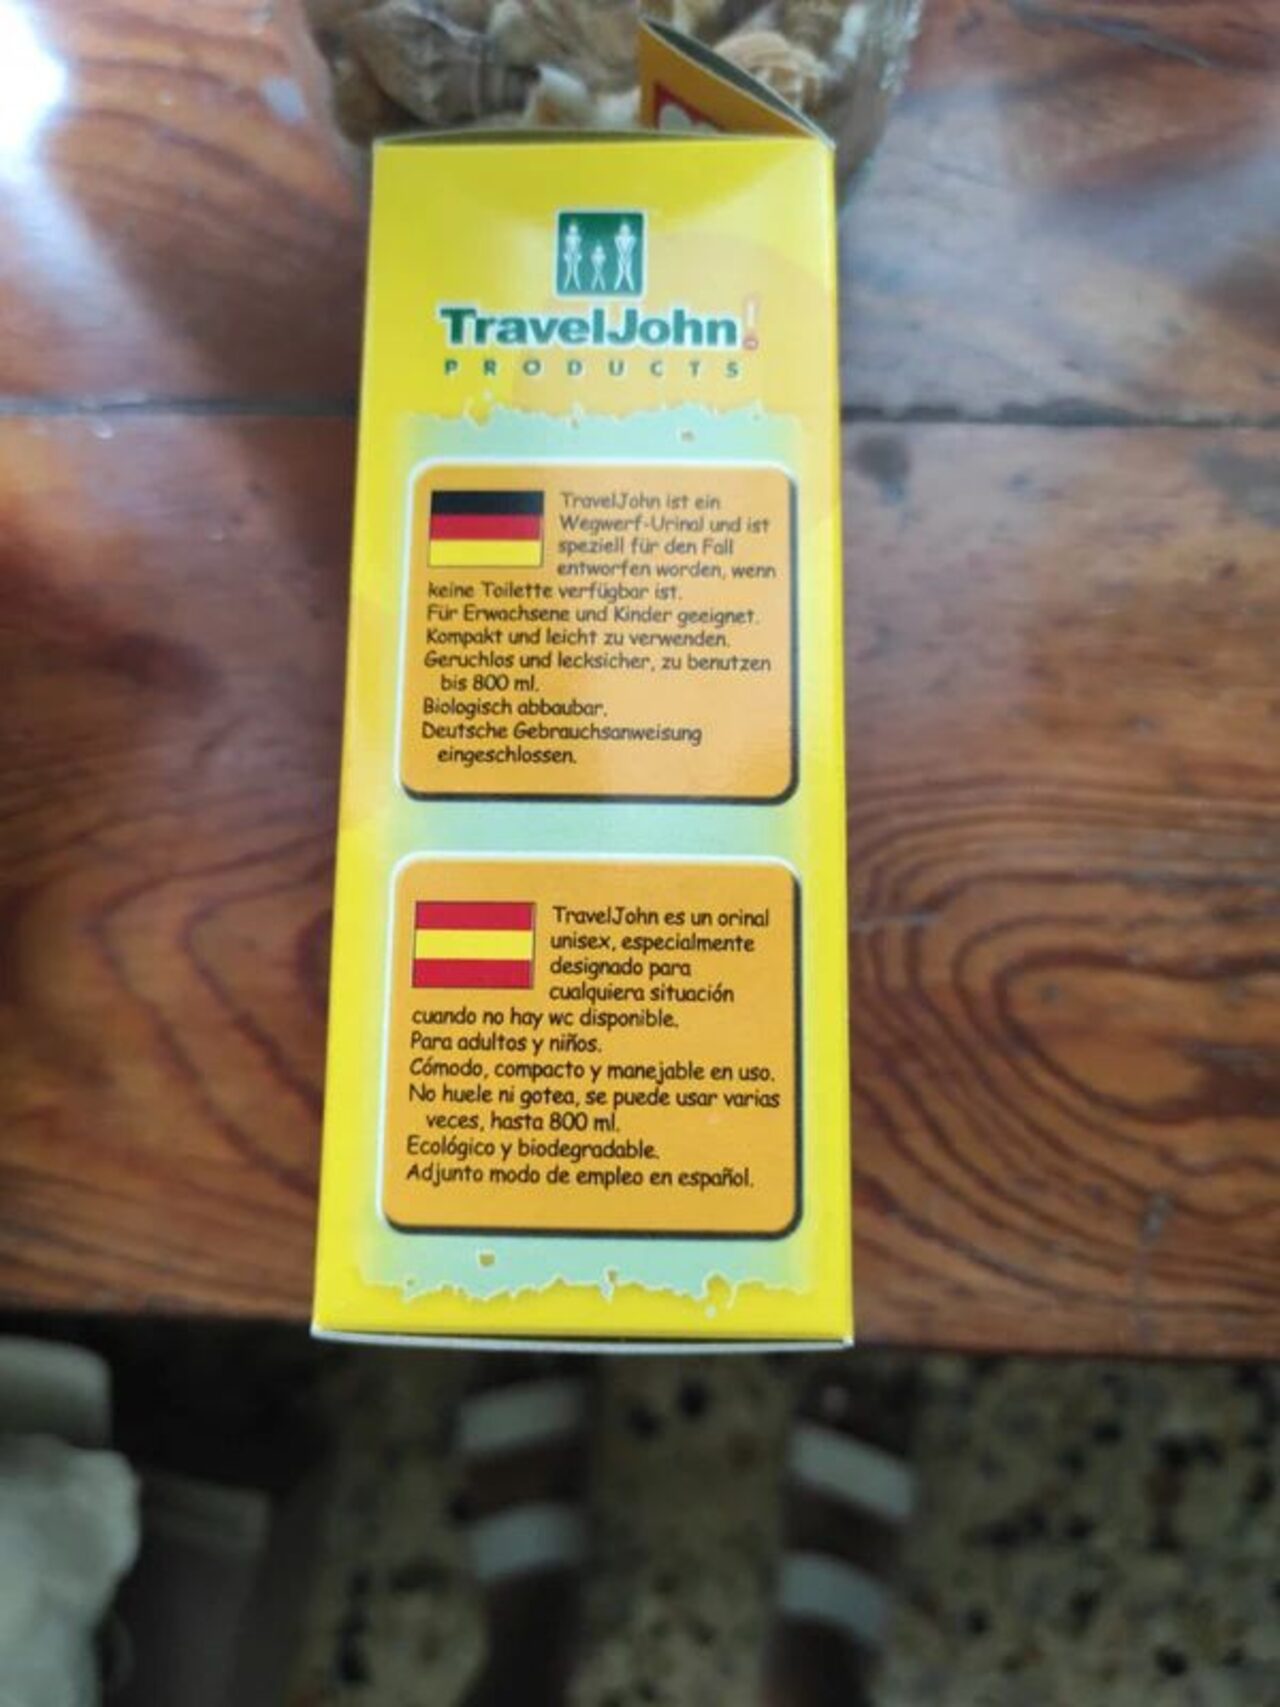 TravelJohn!
PRODUCTS
TravelJohn ist ein
Wegwerf-Urinal und ist
speziell für den Fall
entworfen worden, wenn
keine Toilette verfügbar ist.
Für Erwachsene und Kinder geeignet.
Kompakt und leicht zu verwenden.
Geruchlos und lecksicher, zu benutzen
bis 800 ml.
Biologisch abbaubar.
Deutsche Gebrauchsanweisung
eingeschlossen.
TravelJohn es un orinal
unisex, especialmente
designado para
cualquiera situación
cuando no hay wc disponible.
Para adultos y niños.
Cómodo, compacto y manejable en uso.
No huele ni gotea, se puede usar varias
veces, hasta 800 ml.
Ecológico y biodegradable.
Adjunto modo de empleo en español.